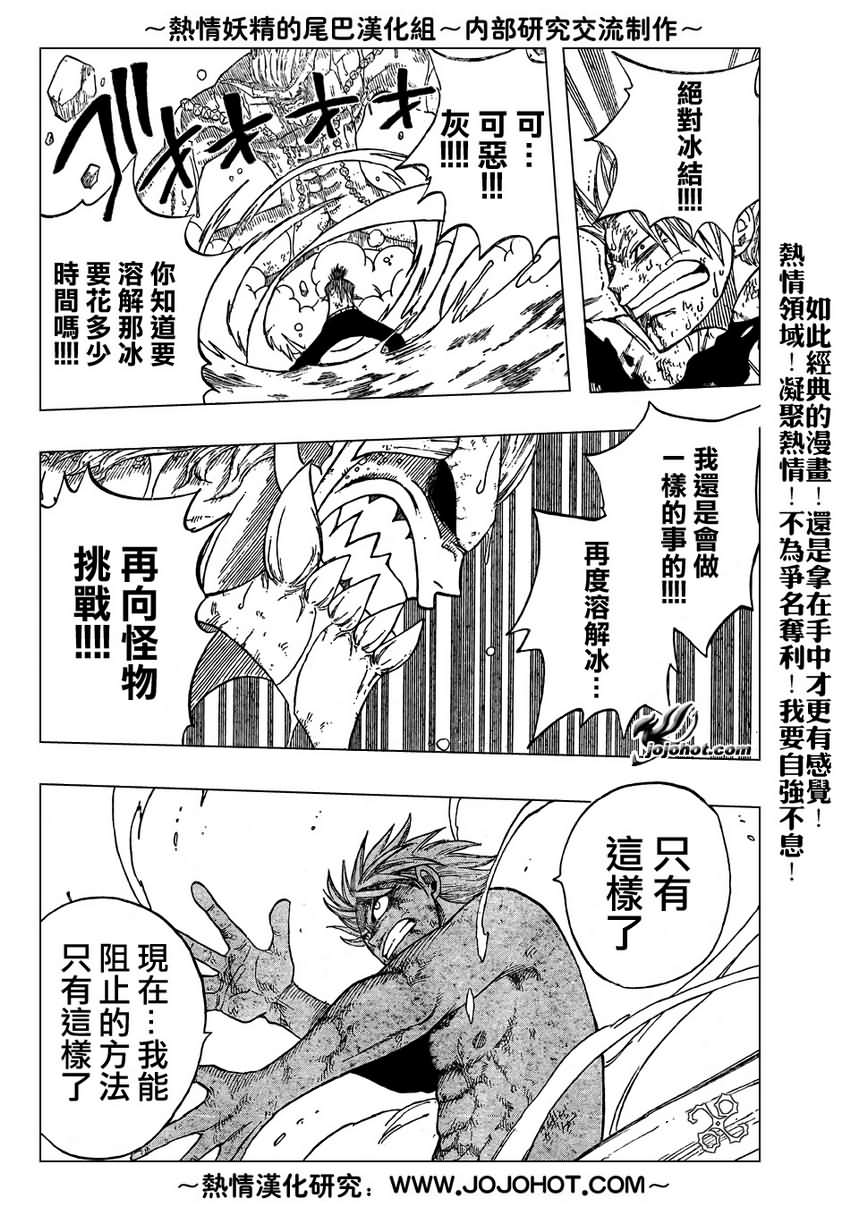 ～熱情妖精的尾巴漢化組～内部研究交流制作～
絕對冰結!!!!
可…
可惡!!!
灰!!!!
你知道要
溶解那冰
要花多少
時間嗎!!!!
我還是會做
一樣的事的!!!!
再度溶解冰…
再向怪物
挑戰!!!!
jojohot.com
只有
這樣了
現在…我能
阻止的方法
只有這樣了
如此經典的漫畫！還是拿在手中才更有感覺！
熱情領域！凝聚熱情！不為爭名奪利！我要自強不息！
～熱情漢化研究：WWW.JOJOHOT.COM～